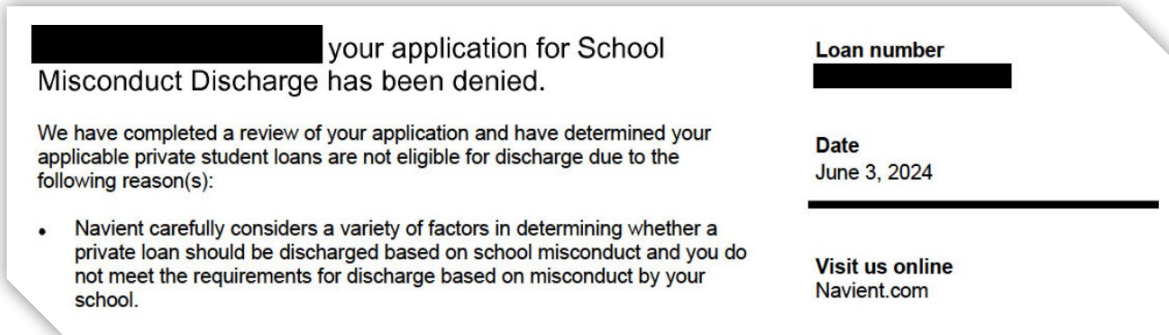 your application for School
Misconduct Discharge has been denied.
We have completed a review of your application and have determined your
applicable private student loans are not eligible for discharge due to the
following reason(s):
• Navient carefully considers a variety of factors in determining whether a
private loan should be discharged based on school misconduct and you do
not meet the requirements for discharge based on misconduct by your
school.
Loan number
Date
June 3, 2024
Visit us online
Navient.com